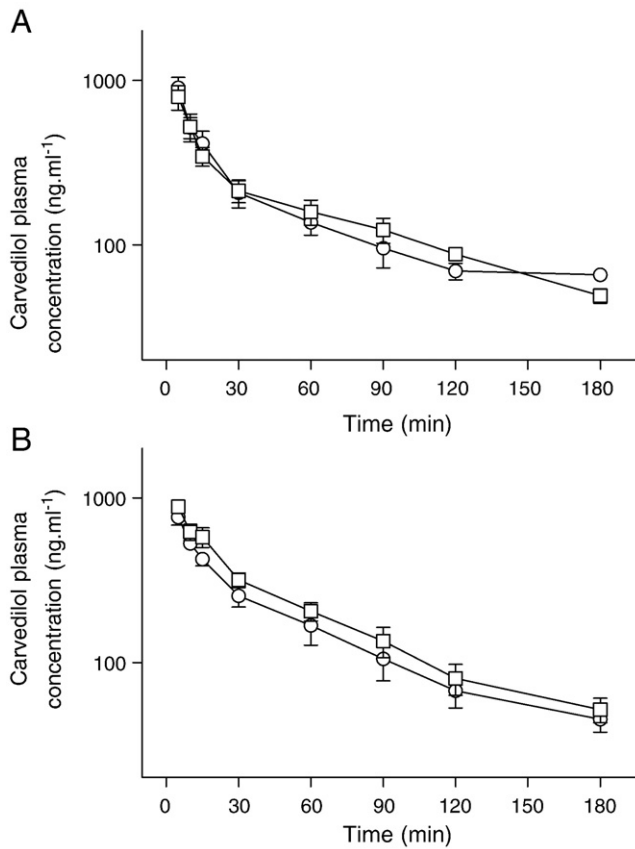 A
1000
100
Carvedilol plasma
concentration (ng.ml⁻¹)
0 30 60 90 120 150 180
Time (min)
B
1000
100
Carvedilol plasma
concentration (ng.ml⁻¹)
0 30 60 90 120 150 180
Time (min)